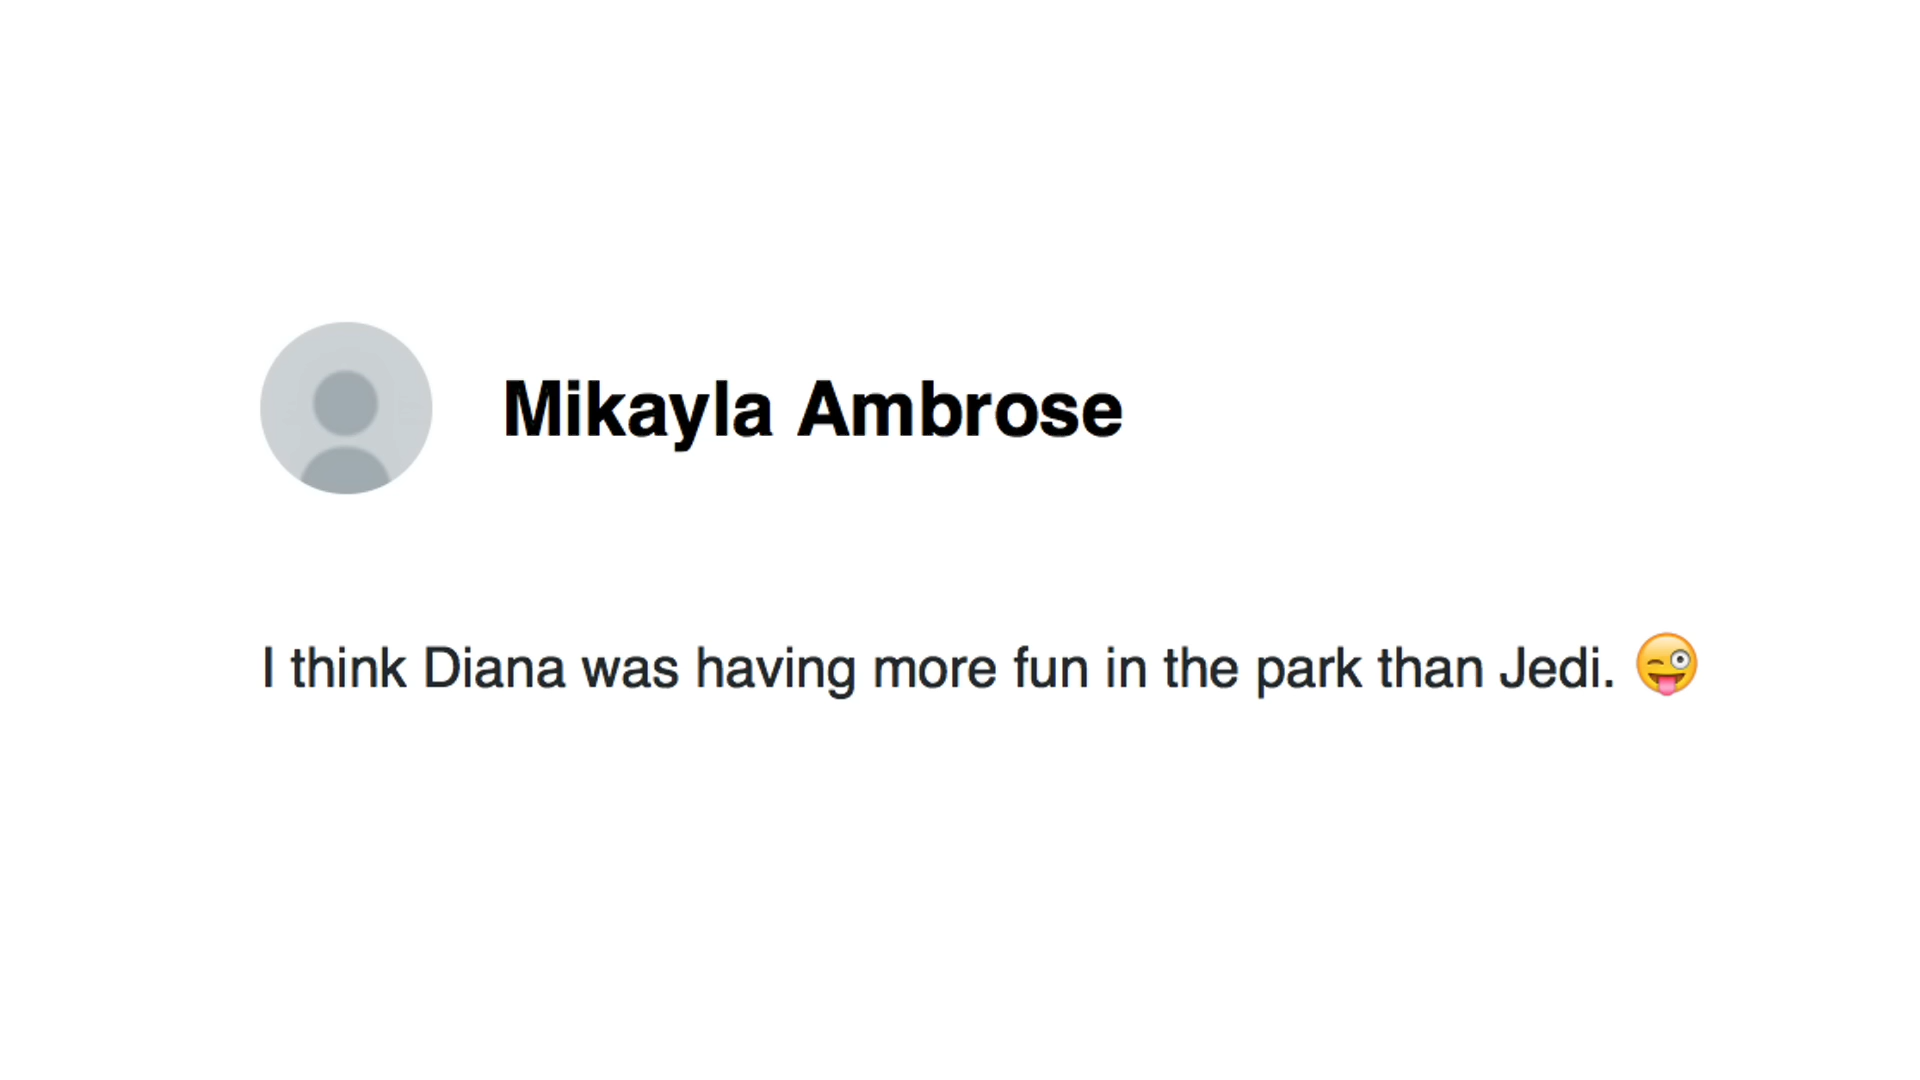 Mikayla Ambrose
I think Diana was having more fun in the park than Jedi. 😜